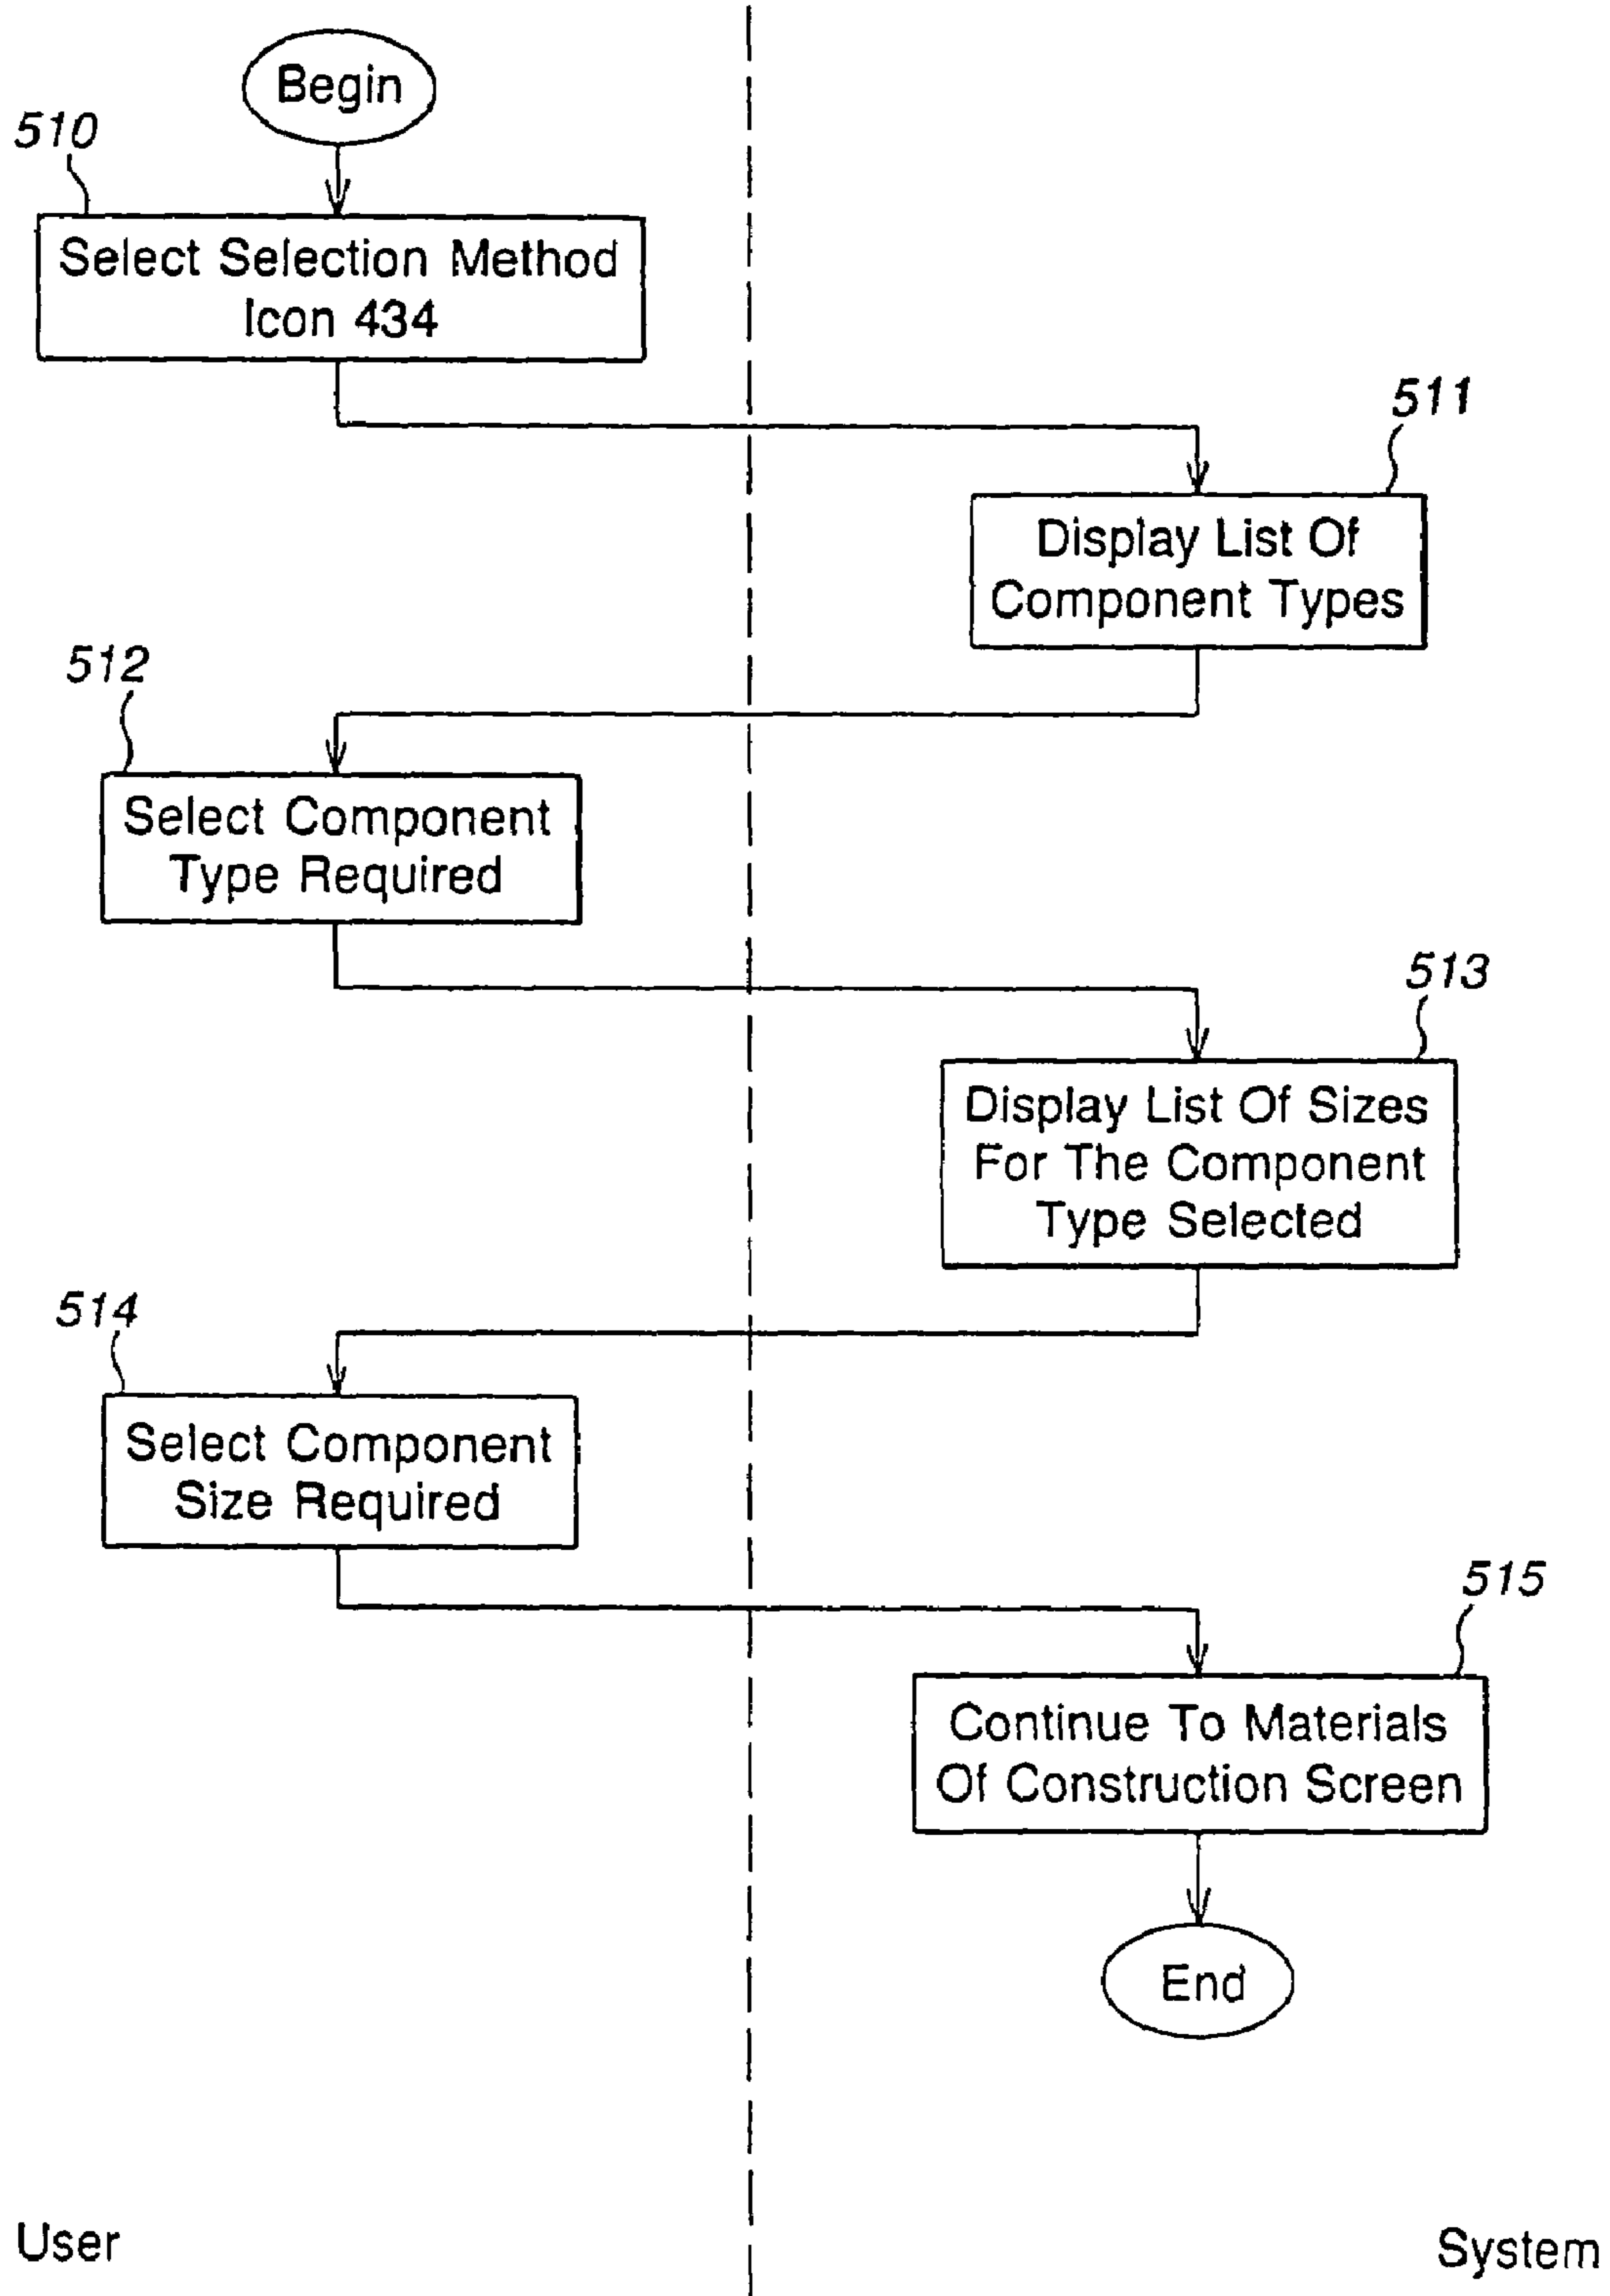 Begin
510
Select Selection Method
Icon 434
511
Display List Of
Component Types
512
Select Component
Type Required
513
Display List Of Sizes
For The Component
Type Selected
514
Select Component
Size Required
515
Continue To Materials
Of Construction Screen
End
User
System